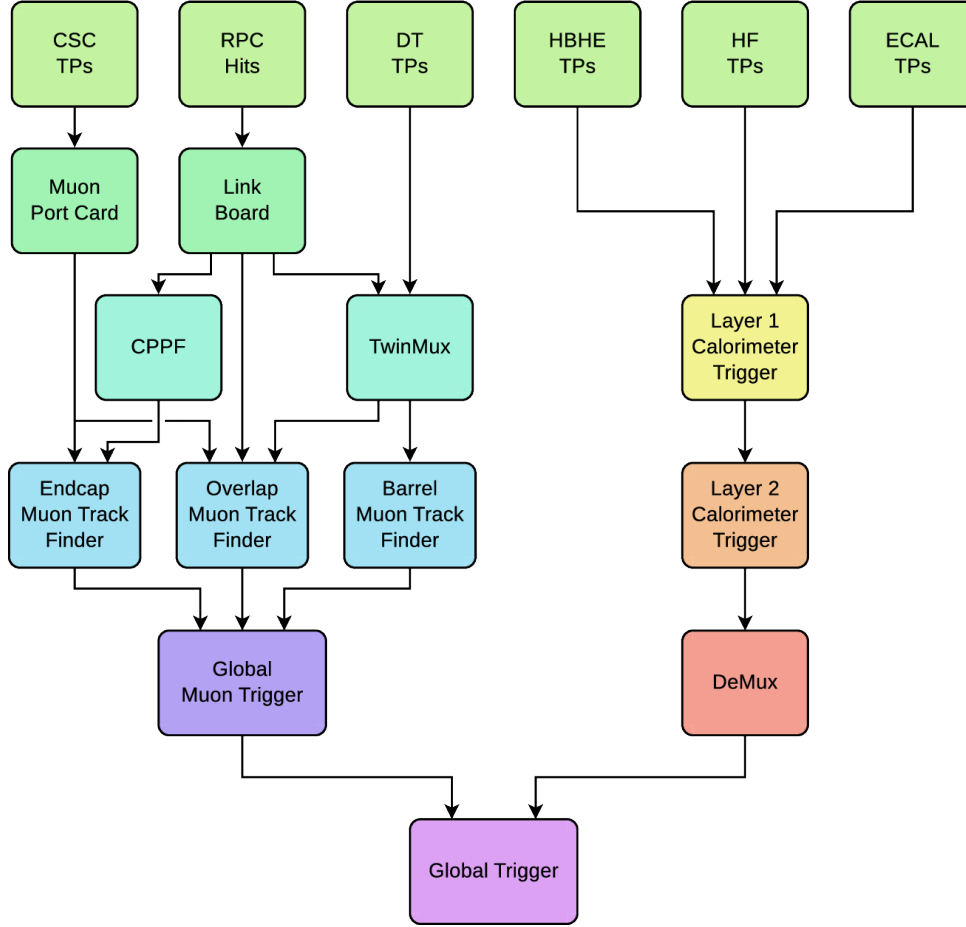 CSC
TPs
RPC
Hits
DT
TPs
HBHE
TPs
HF
TPs
ECAL
TPs
Muon
Port Card
Link
Board
CPPF
TwinMux
Layer 1
Calorimeter
Trigger
Endcap
Muon Track
Finder
Overlap
Muon Track
Finder
Barrel
Muon Track
Finder
Layer 2
Calorimeter
Trigger
Global
Muon Trigger
DeMux
Global Trigger